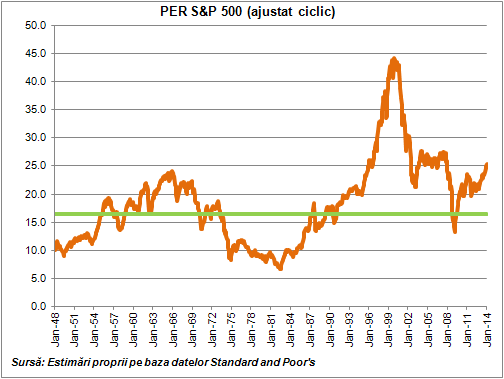 PER S&P 500 (ajustat ciclic)
50.0
45.0
40.0
35.0
30.0
25.0
20.0
15.0
10.0
5.0
0.0
Jan-48
Jan-51
Jan-54
Jan-57
Jan-60
Jan-63
Jan-66
Jan-69
Jan-72
Jan-75
Jan-78
Jan-81
Jan-84
Jan-87
Jan-90
Jan-93
Jan-96
Jan-99
Jan-02
Jan-05
Jan-08
Jan-11
Jan-14
Sursă: Estimări proprii pe baza datelor Standard and Poor's